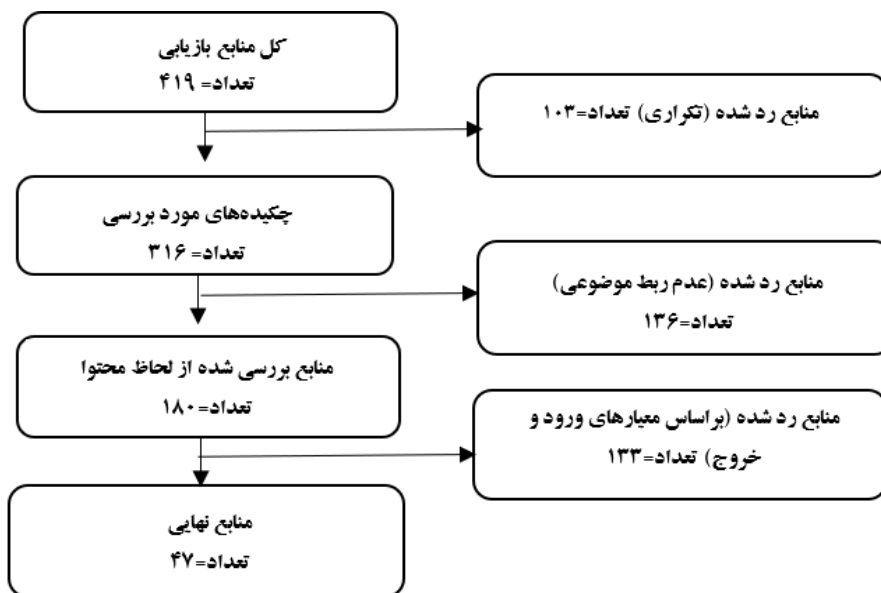 کل منابع بازیابی
تعداد= ۴۱۹
منابع رد شده (تکراری) تعداد=۱۰۳
چکیده‌های مورد بررسی
تعداد= ۳۱۶
منابع رد شده (عدم ربط موضوعی)
تعداد=۱۳۶
منابع بررسی شده از لحاظ محتوا
تعداد=۱۸۰
منابع رد شده (براساس معیارهای ورود و
خروج) تعداد=۱۳۳
منابع نهایی
تعداد=۴۷